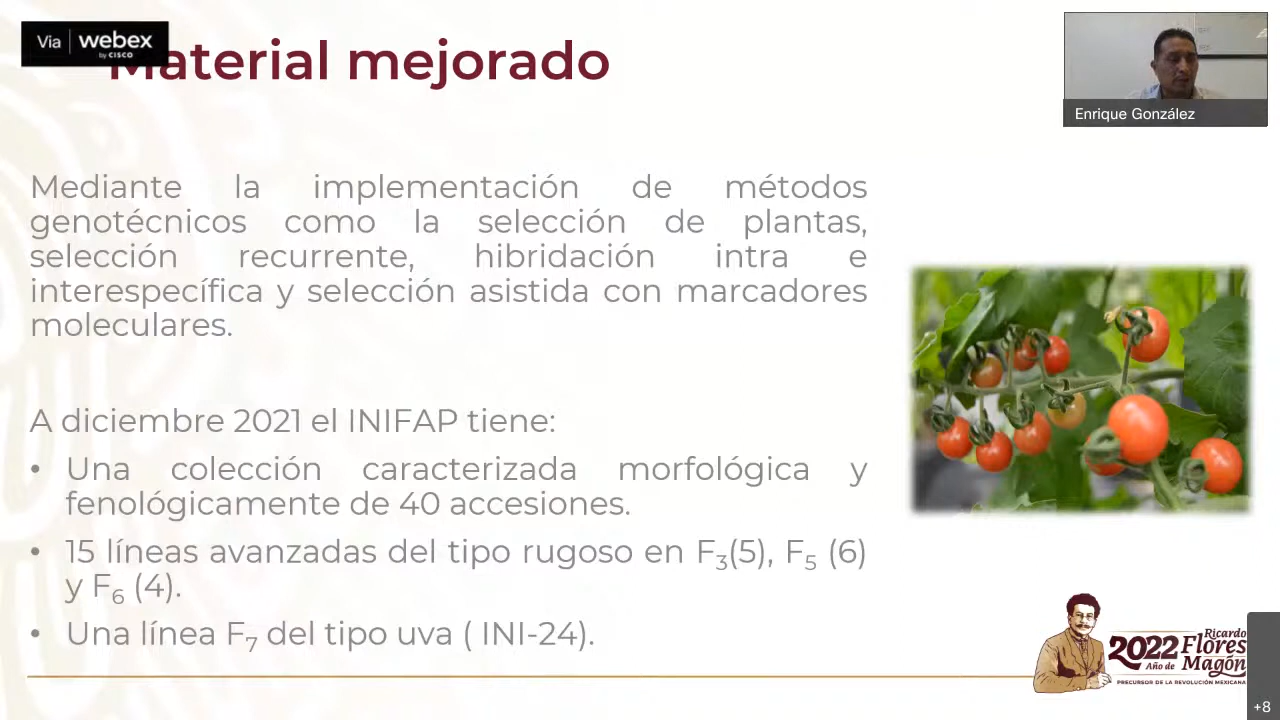 Via webex
by CISCO
Material mejorado
Enrique González
Mediante la implementación de métodos
genotécnicos como la selección de plantas,
selección recurrente, hibridación intra e
interespecífica y selección asistida con marcadores
moleculares.
A diciembre 2021 el INIFAP tiene:
• Una colección caracterizada morfológica y
fenológicamente de 40 accesiones.
• 15 líneas avanzadas del tipo rugoso en F₃(5), F₅ (6)
y F₆ (4).
• Una línea F₇ del tipo uva ( INI-24).
2022 Ricardo
Flores
Año de Magón
PRECURSOR DE LA REVOLUCIÓN MEXICANA
+8